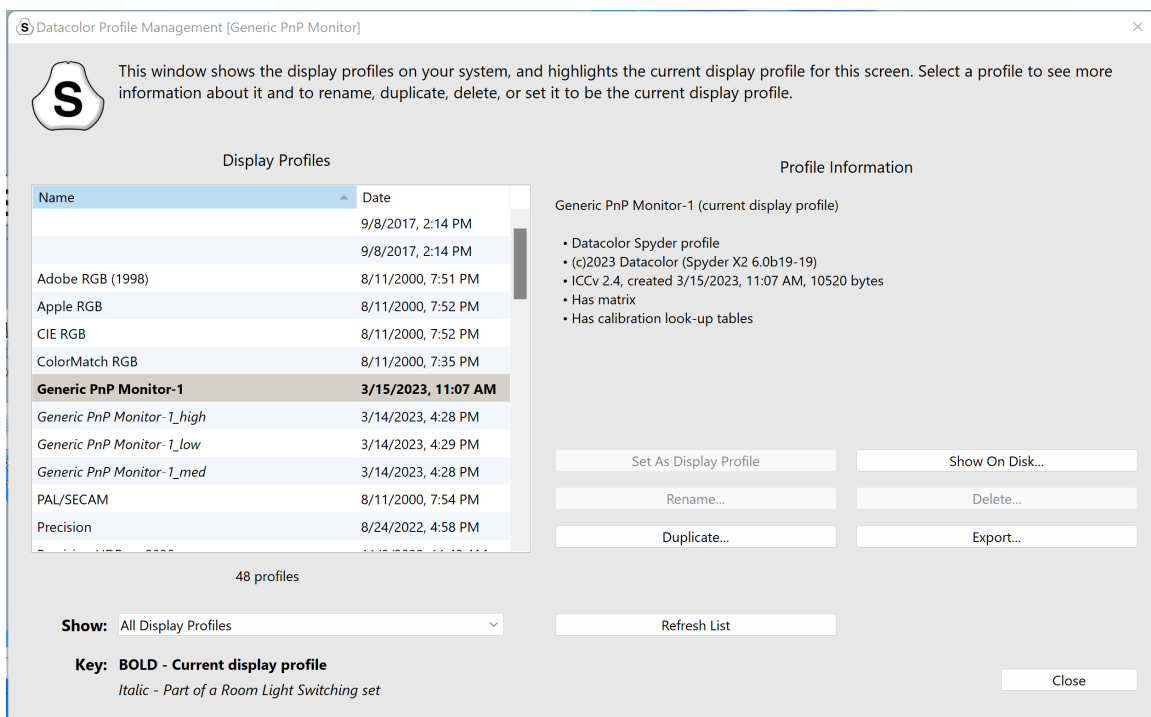 Datacolor Profile Management [Generic PnP Monitor]
This window shows the display profiles on your system, and highlights the current display profile for this screen. Select a profile to see more
information about it and to rename, duplicate, delete, or set it to be the current display profile.
S
Display Profiles
Name Date
9/8/2017, 2:14 PM
9/8/2017, 2:14 PM
Adobe RGB (1998) 8/11/2000, 7:51 PM
Apple RGB 8/11/2000, 7:52 PM
CIE RGB 8/11/2000, 7:52 PM
ColorMatch RGB 8/11/2000, 7:35 PM
Generic PnP Monitor-1 3/15/2023, 11:07 AM
Generic PnP Monitor-1_high 3/14/2023, 4:28 PM
Generic PnP Monitor-1_low 3/14/2023, 4:29 PM
Generic PnP Monitor-1_med 3/14/2023, 4:28 PM
PAL/SECAM 8/11/2000, 7:54 PM
Precision 8/24/2022, 4:58 PM
48 profiles
Profile Information
Generic PnP Monitor-1 (current display profile)
• Datacolor Spyder profile
• (c)2023 Datacolor (Spyder X2 6.0b19-19)
• ICCv 2.4, created 3/15/2023, 11:07 AM, 10520 bytes
• Has matrix
• Has calibration look-up tables
Set As Display Profile Show On Disk...
Rename... Delete...
Duplicate... Export...
Show: All Display Profiles Refresh List
Key: BOLD - Current display profile
Italic - Part of a Room Light Switching set
Close